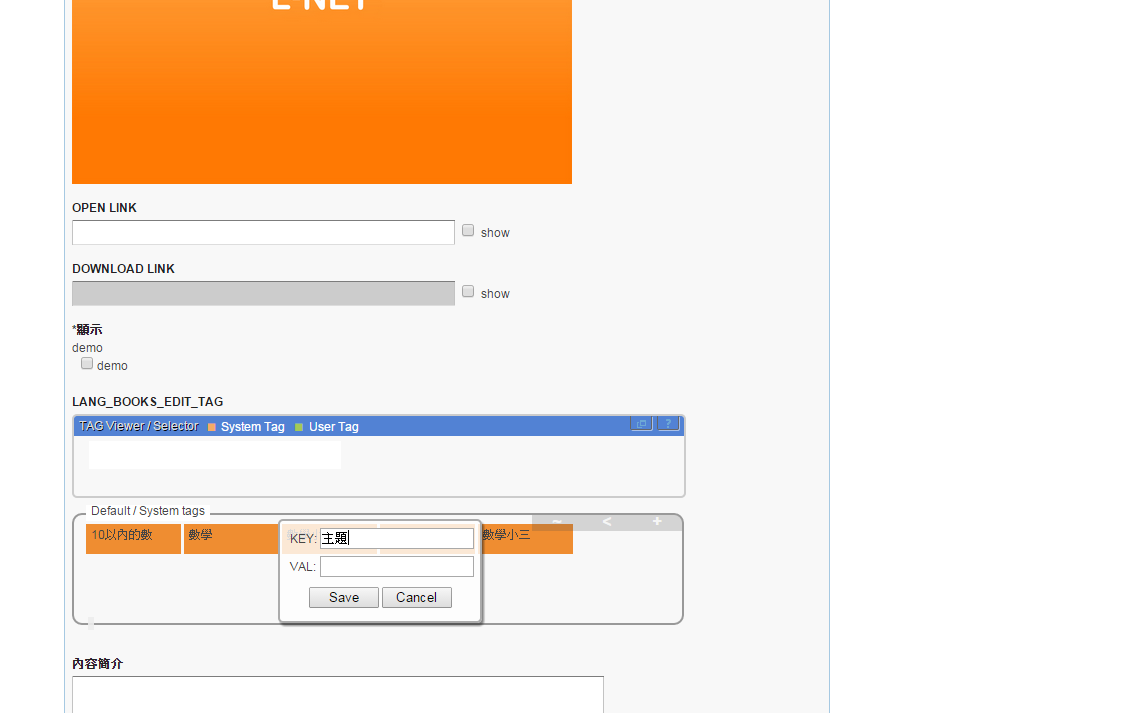 E-NET
OPEN LINK
show
DOWNLOAD LINK
show
*顯示
demo
demo
LANG_BOOKS_EDIT_TAG
TAG Viewer / Selector System Tag User Tag ?
Default / System tags
~ < +
10以內的數 數學 數學小三
KEY: 主題
VAL:
Save Cancel
內容簡介